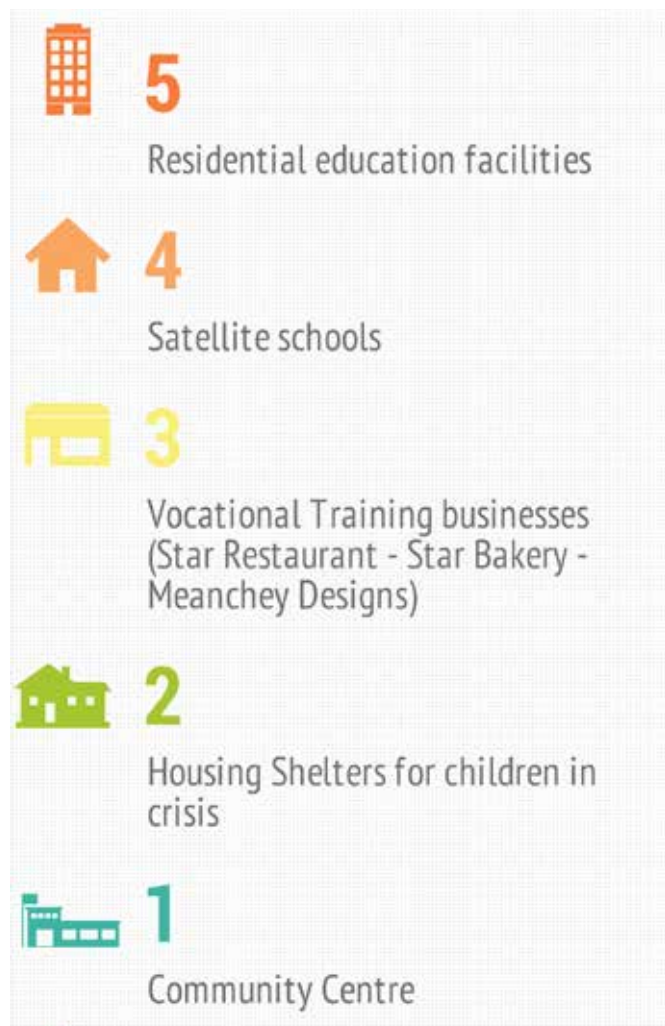 5
Residential education facilities
4
Satellite schools
3
Vocational Training businesses
(Star Restaurant - Star Bakery -
Meanchey Designs)
2
Housing Shelters for children in
crisis
1
Community Centre